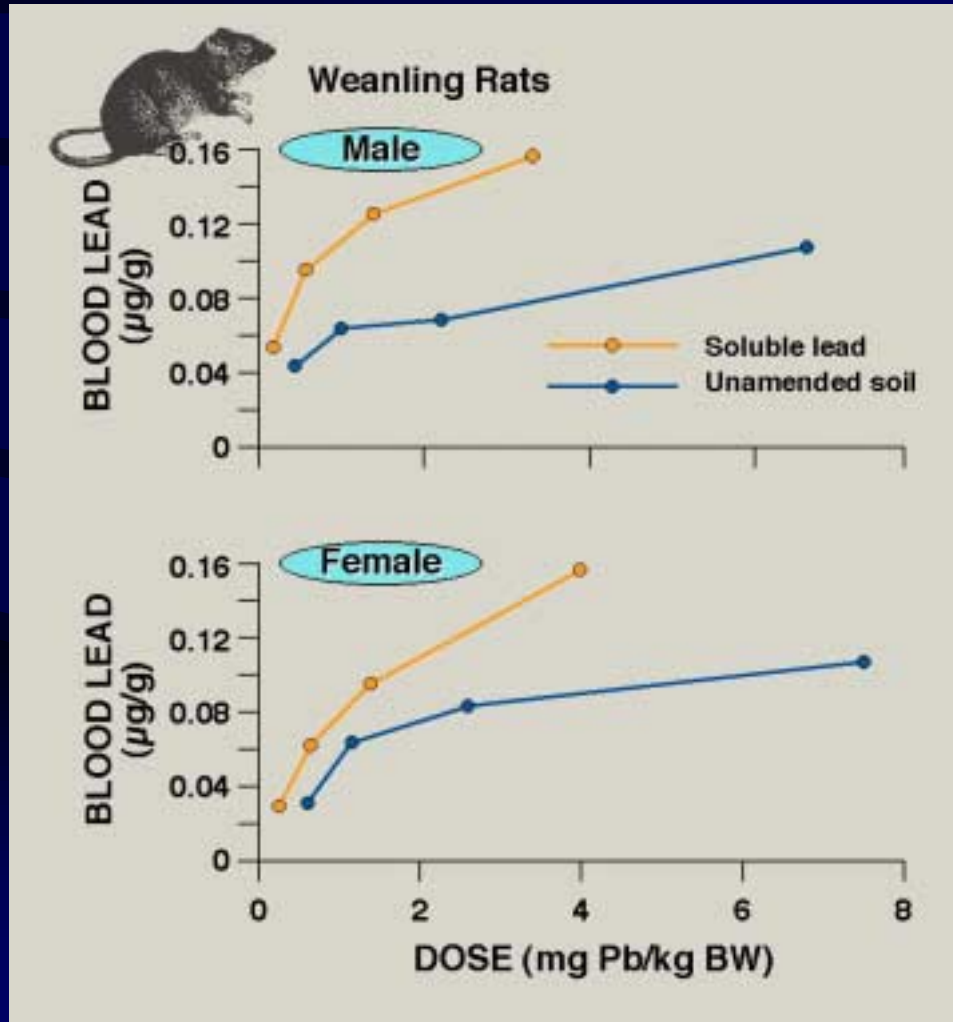 Weanling Rats
Male
BLOOD LEAD
(µg/g)
0.16
0.12
0.08
0.04
0
Soluble lead
Unamended soil
Female
BLOOD LEAD
(µg/g)
0.16
0.12
0.08
0.04
0
0 2 4 6 8
DOSE (mg Pb/kg BW)